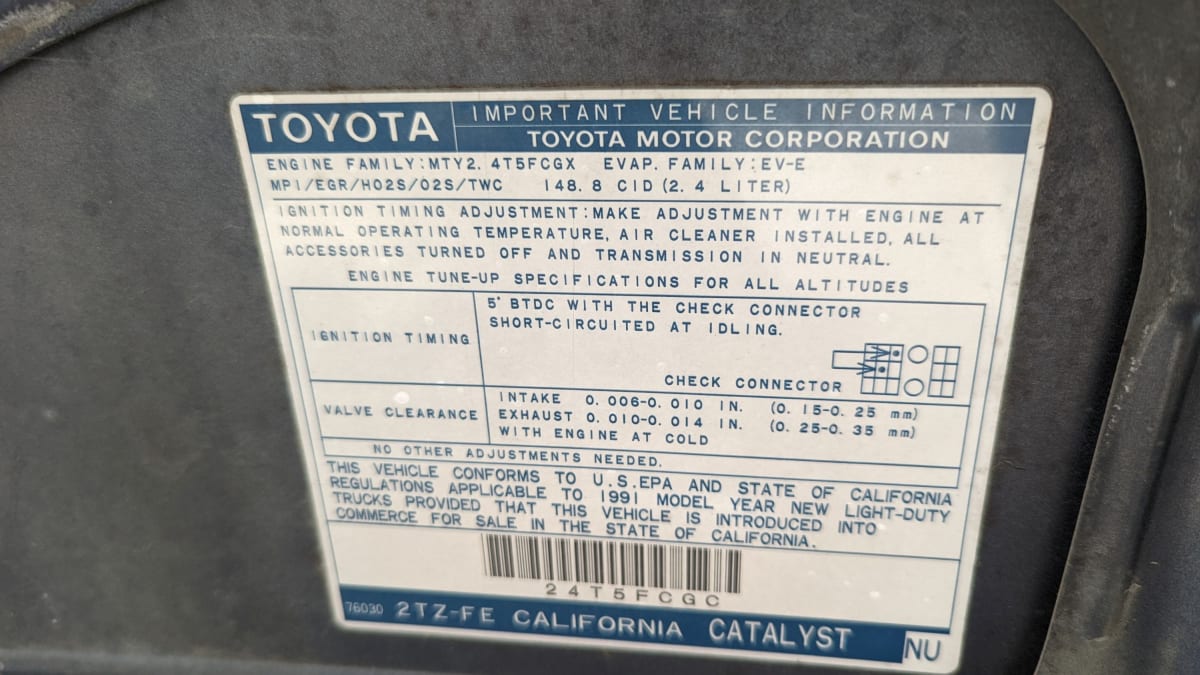 TOYOTA
IMPORTANT VEHICLE INFORMATION
TOYOTA MOTOR CORPORATION
ENGINE FAMILY:MTY2.4T5FCGX EVAP.FAMILY:EV-E
MPI/EGR/HO2S/O2S/TWC 148.8 CID (2.4 LITER)
IGNITION TIMING ADJUSTMENT:MAKE ADJUSTMENT WITH ENGINE AT
NORMAL OPERATING TEMPERATURE, AIR CLEANER INSTALLED, ALL
ACCESSORIES TURNED OFF AND TRANSMISSION IN NEUTRAL.
ENGINE TUNE-UP SPECIFICATIONS FOR ALL ALTITUDES
IGNITION TIMING
5° BTDC WITH THE CHECK CONNECTOR
SHORT-CIRCUITED AT IDLING.
CHECK CONNECTOR
VALVE CLEARANCE
INTAKE 0.006-0.010 IN. (0.15-0.25 mm)
EXHAUST 0.010-0.014 IN. (0.25-0.35 mm)
WITH ENGINE AT COLD
NO OTHER ADJUSTMENTS NEEDED.
THIS VEHICLE CONFORMS TO U.S.EPA AND STATE OF CALIFORNIA
REGULATIONS APPLICABLE TO 1991 MODEL YEAR NEW LIGHT-DUTY
TRUCKS PROVIDED THAT THIS VEHICLE IS INTRODUCED INTO
COMMERCE FOR SALE IN THE STATE OF CALIFORNIA.
24T5FCGC
76030 2TZ-FE CALIFORNIA CATALYST NU